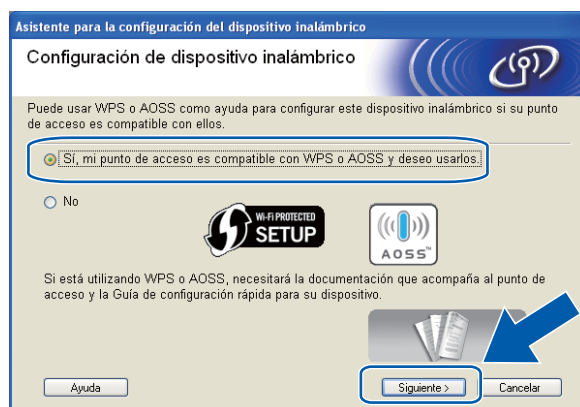 Asistente para la configuración del dispositivo inalámbrico
Configuración de dispositivo inalámbrico
Puede usar WPS o AOSS como ayuda para configurar este dispositivo inalámbrico si su punto
de acceso es compatible con ellos.
Sí, mi punto de acceso es compatible con WPS o AOSS y deseo usarlos.
No
WI-FI PROTECTED
SETUP
AOSS™
Si está utilizando WPS o AOSS, necesitará la documentación que acompaña al punto de
acceso y la Guía de configuración rápida para su dispositivo.
Ayuda
Siguiente >
Cancelar